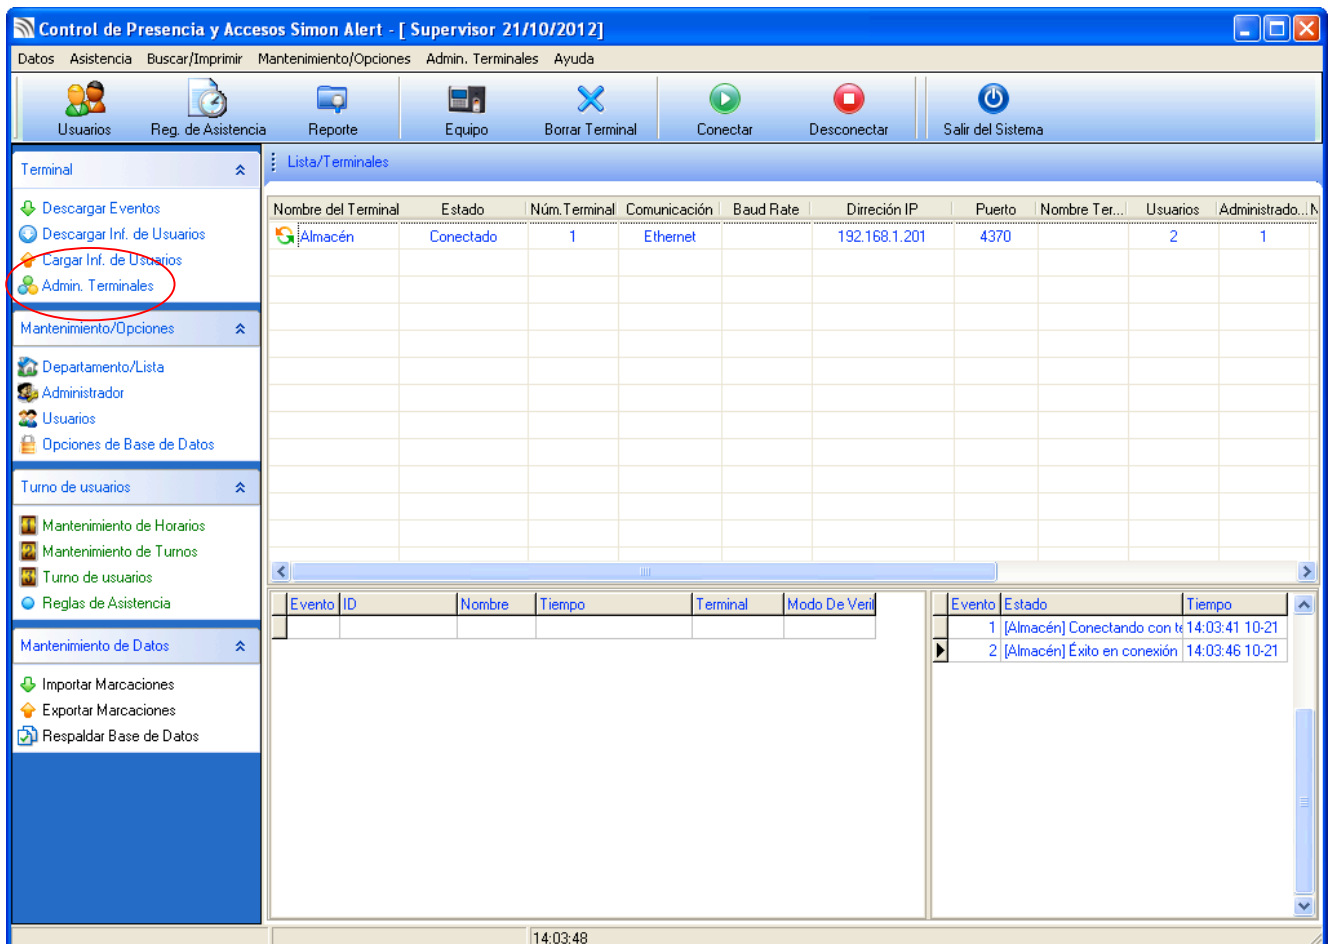 Control de Presencia y Accesos Simon Alert - [ Supervisor 21/10/2012]
Datos Asistencia Buscar/Imprimir Mantenimiento/Opciones Admin. Terminales Ayuda
Usuarios Reg. de Asistencia Reporte Equipo Borrar Terminal Conectar Desconectar Salir del Sistema
Terminal
Descargar Eventos
Descargar Inf. de Usuarios
Cargar Inf. de Usuarios
Admin. Terminales
Mantenimiento/Opciones
Departamento/Lista
Administrador
Usuarios
Opciones de Base de Datos
Turno de usuarios
Mantenimiento de Horarios
Mantenimiento de Turnos
Turno de usuarios
Reglas de Asistencia
Mantenimiento de Datos
Importar Marcaciones
Exportar Marcaciones
Respaldar Base de Datos
Lista/Terminales
Nombre del Terminal Estado Núm.Terminal Comunicación Baud Rate Dirreción IP Puerto Nombre Ter... Usuarios Administrado... N
Almacén Conectado 1 Ethernet 192.168.1.201 4370 2 1
Evento ID Nombre Tiempo Terminal Modo De Veri
Evento Estado Tiempo
1 [Almacén] Conectando con te 14:03:41 10-21
2 [Almacén] Éxito en conexión 14:03:46 10-21
14:03:48